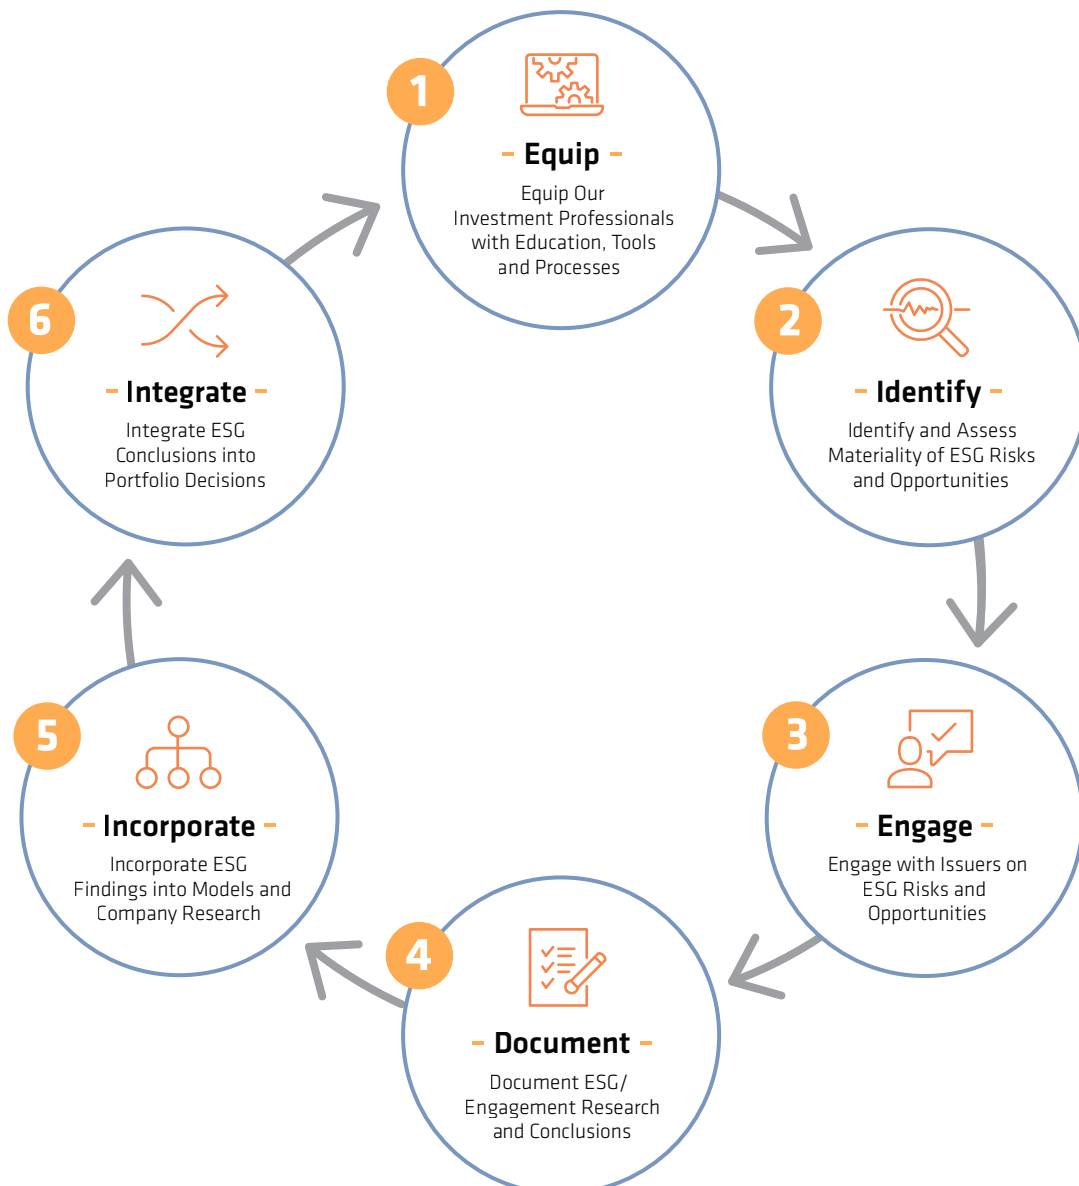 1
– Equip –
Equip Our
Investment Professionals
with Education, Tools
and Processes
2
– Identify –
Identify and Assess
Materiality of ESG Risks
and Opportunities
3
– Engage –
Engage with Issuers on
ESG Risks and
Opportunities
4
– Document –
Document ESG/
Engagement Research
and Conclusions
5
– Incorporate –
Incorporate ESG
Findings into Models and
Company Research
6
– Integrate –
Integrate ESG
Conclusions into
Portfolio Decisions